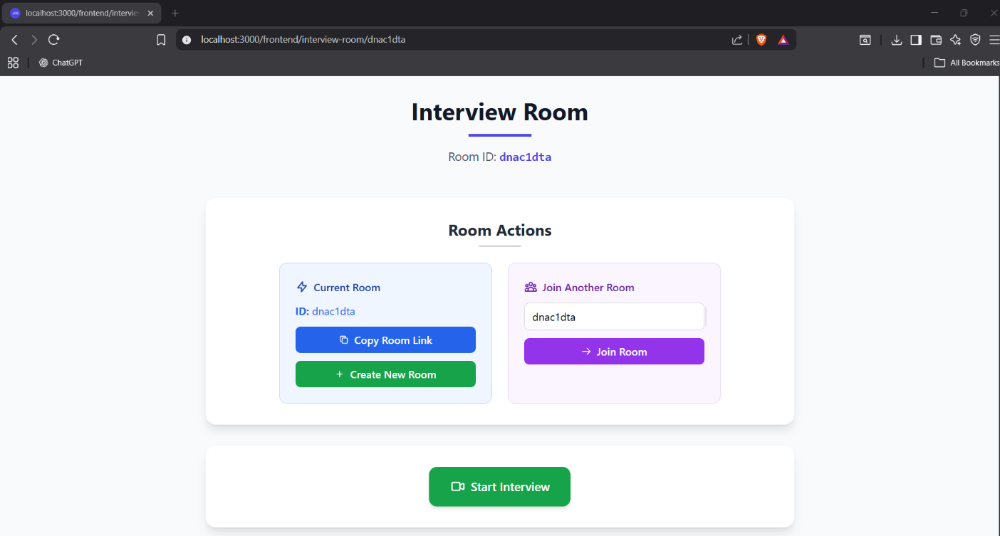 localhost:3000/frontend/intervie
localhost:3000/frontend/interview-room/dnac1dta
ChatGPT
All Bookmarks
Interview Room
Room ID: dnac1dta
Room Actions
Current Room
ID: dnac1dta
Copy Room Link
+ Create New Room
Join Another Room
dnac1dta
Join Room
Start Interview